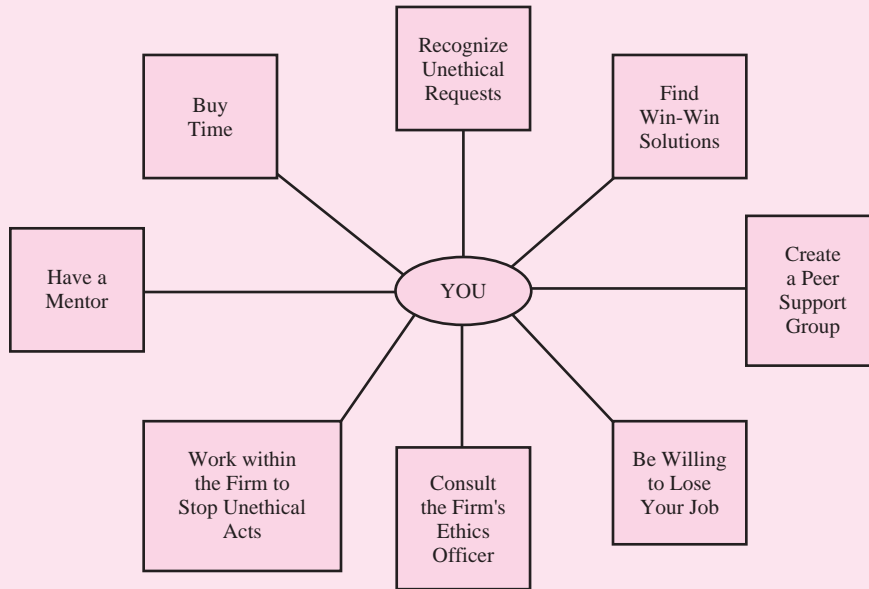 Recognize
Unethical
Requests
Buy
Time
Find
Win-Win
Solutions
Have a
Mentor
YOU
Create
a Peer
Support
Group
Work within
the Firm to
Stop Unethical
Acts
Consult
the Firm's
Ethics
Officer
Be Willing
to Lose
Your Job